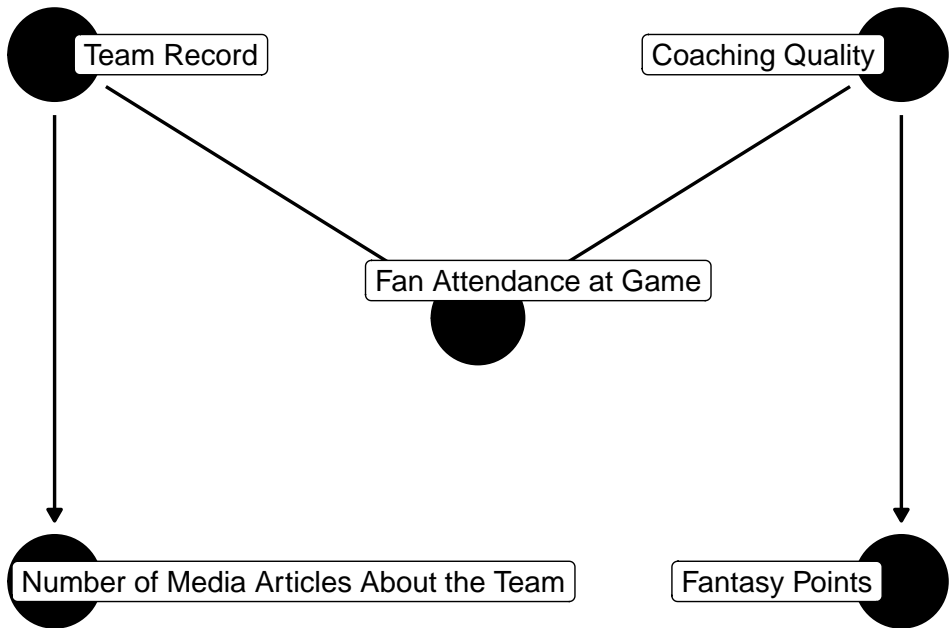 Team Record
Coaching Quality
Fan Attendance at Game
Number of Media Articles About the Team
Fantasy Points